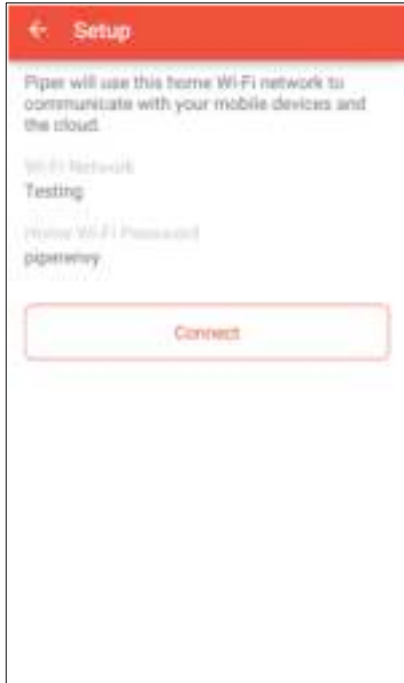 Setup
Piper will use this home Wi-Fi network to
communicate with your mobile devices and
the cloud.
Wi-Fi Network
Testing
Home Wi-Fi Password
piperenvy
Connect